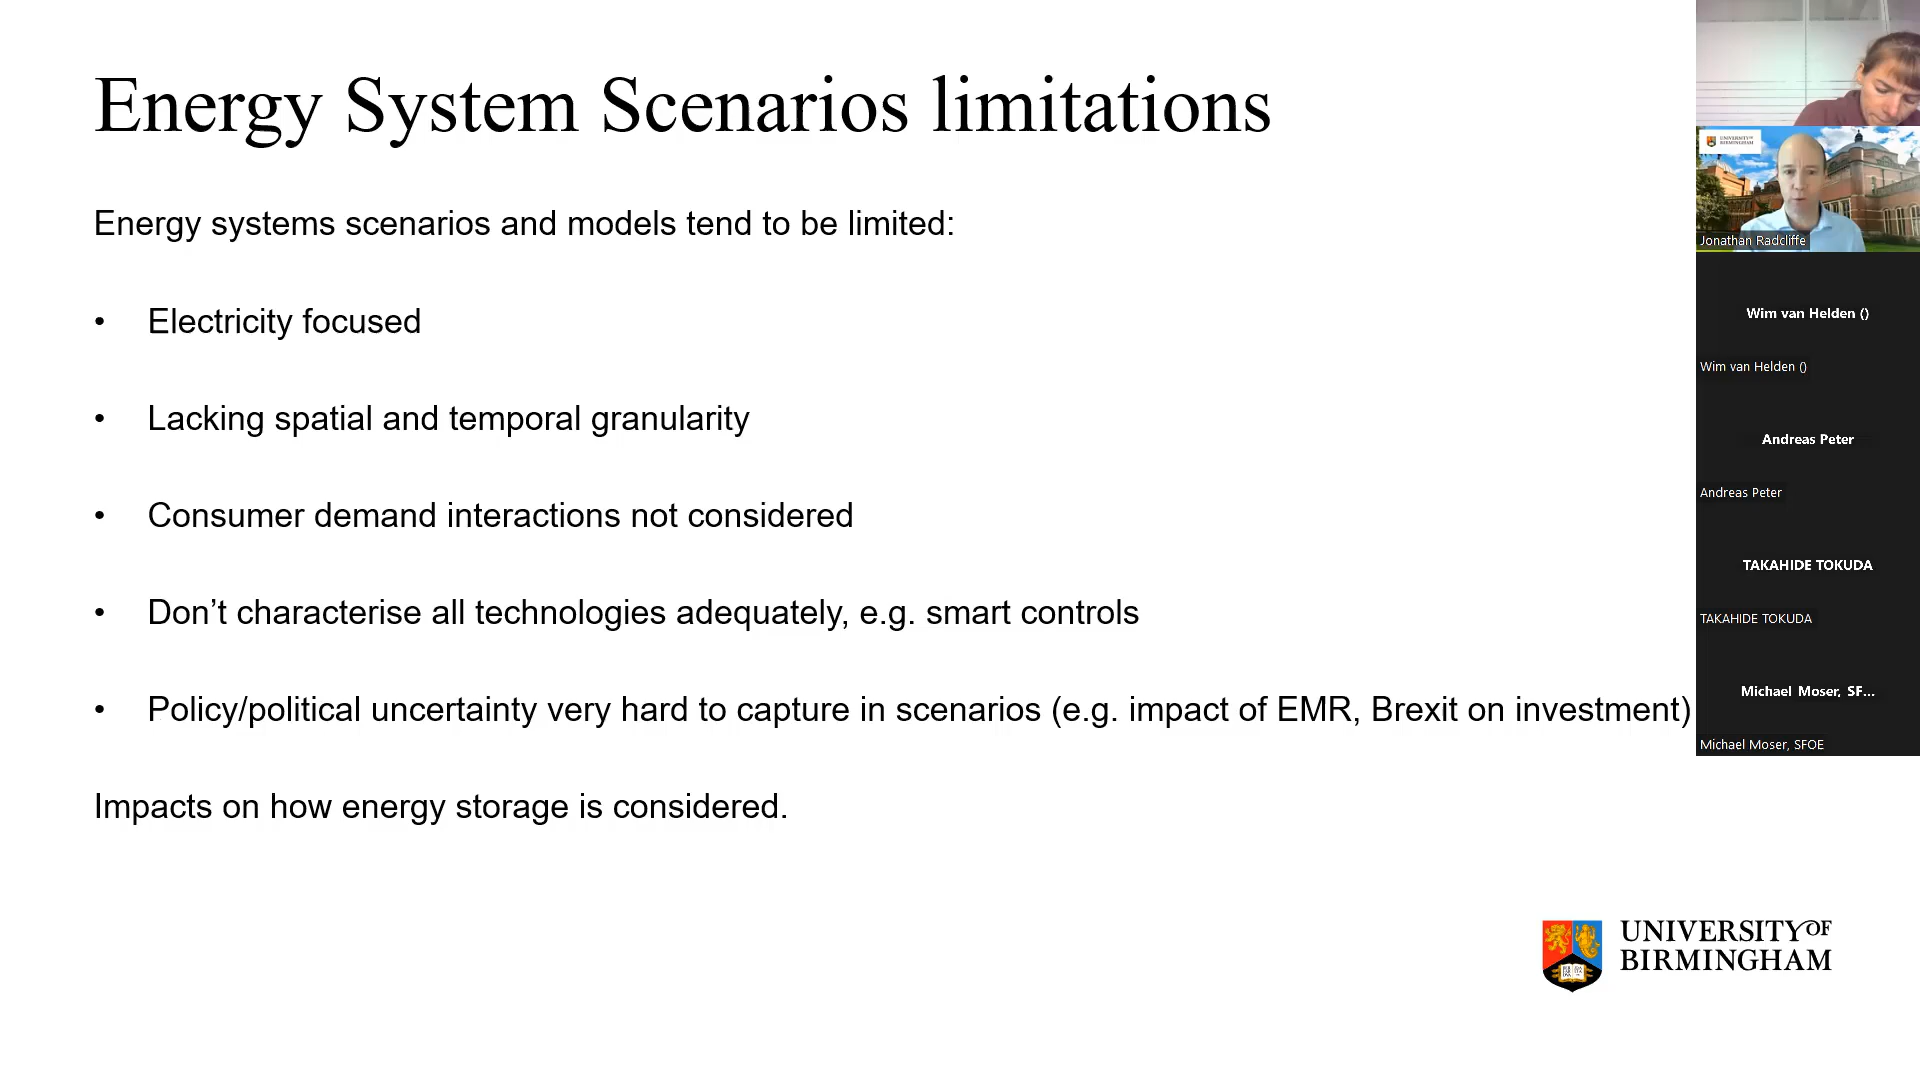 Energy System Scenarios limitations
Energy systems scenarios and models tend to be limited:
• Electricity focused
• Lacking spatial and temporal granularity
• Consumer demand interactions not considered
• Don’t characterise all technologies adequately, e.g. smart controls
• Policy/political uncertainty very hard to capture in scenarios (e.g. impact of EMR, Brexit on investment)
Impacts on how energy storage is considered.
UNIVERSITY OF
BIRMINGHAM
UNIVERSITY OF
BIRMINGHAM
Jonathan Radcliffe
Wim van Helden ()
Wim van Helden ()
Andreas Peter
Andreas Peter
TAKAHIDE TOKUDA
TAKAHIDE TOKUDA
Michael Moser, SF...
Michael Moser, SFOE